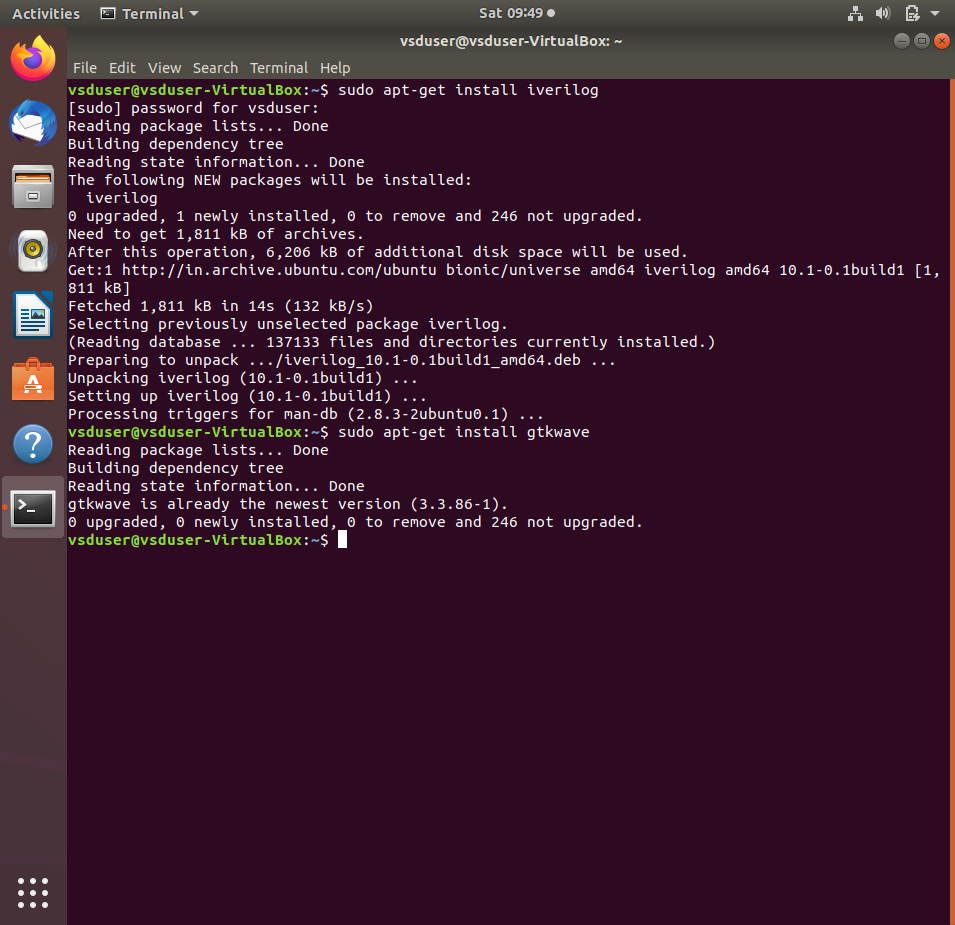 Activities Terminal Sat 09:49
vsduser@vsduser-VirtualBox: ~
File Edit View Search Terminal Help
vsduser@vsduser-VirtualBox:~$ sudo apt-get install iverilog
[sudo] password for vsduser:
Reading package lists... Done
Building dependency tree
Reading state information... Done
The following NEW packages will be installed:
  iverilog
0 upgraded, 1 newly installed, 0 to remove and 246 not upgraded.
Need to get 1,811 kB of archives.
After this operation, 6,206 kB of additional disk space will be used.
Get:1 http://in.archive.ubuntu.com/ubuntu bionic/universe amd64 iverilog amd64 10.1-0.1build1 [1,
811 kB]
Fetched 1,811 kB in 14s (132 kB/s)
Selecting previously unselected package iverilog.
(Reading database ... 137133 files and directories currently installed.)
Preparing to unpack .../iverilog_10.1-0.1build1_amd64.deb ...
Unpacking iverilog (10.1-0.1build1) ...
Setting up iverilog (10.1-0.1build1) ...
Processing triggers for man-db (2.8.3-2ubuntu0.1) ...
vsduser@vsduser-VirtualBox:~$ sudo apt-get install gtkwave
Reading package lists... Done
Building dependency tree
Reading state information... Done
gtkwave is already the newest version (3.3.86-1).
0 upgraded, 0 newly installed, 0 to remove and 246 not upgraded.
vsduser@vsduser-VirtualBox:~$